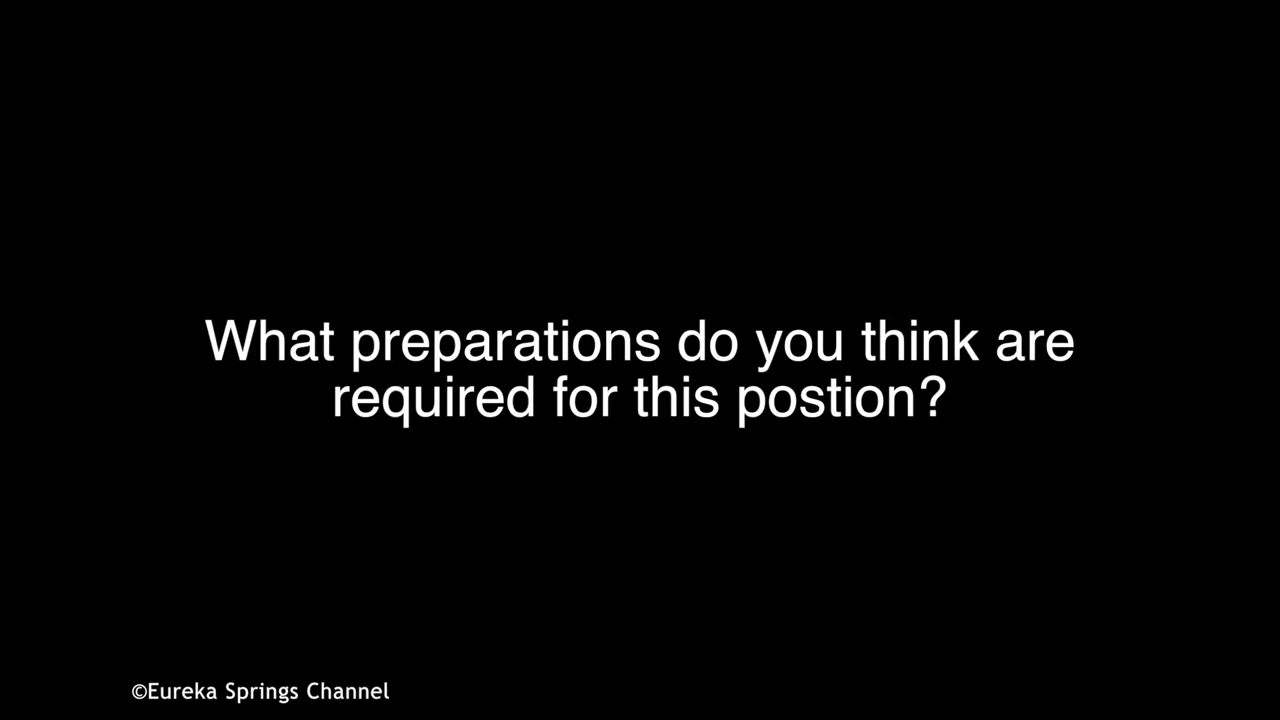 What preparations do you think are
required for this postion?
©Eureka Springs Channel